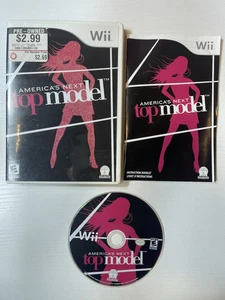 PRE-OWNED
$2.99
$2.69
Wii
AMERICA'S NEXT
top model
Wii
AMERICA'S NEXT
top model
INSTRUCTION BOOKLET
Wii
AMERICA'S NEXT
top model